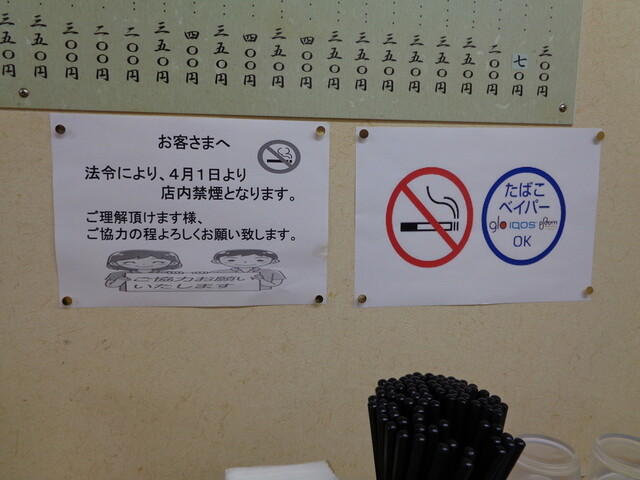 三〇〇円
七〇〇円
二〇〇円
三五〇円
三五〇円
三五〇円
三五〇円
三五〇円
三五〇円
四〇〇円
三五〇円
四〇〇円
三五〇円
四〇〇円
三五〇円
二〇〇円
二〇〇円
三〇〇円
三五〇円
三五〇円
お客さまへ
法令により、4月1日より
店内禁煙となります。
ご理解頂けます様、
ご協力の程よろしくお願い致します。
ご協力お願い
いたします
たばこ
ベイパー
glo IQOS Ploom
OK